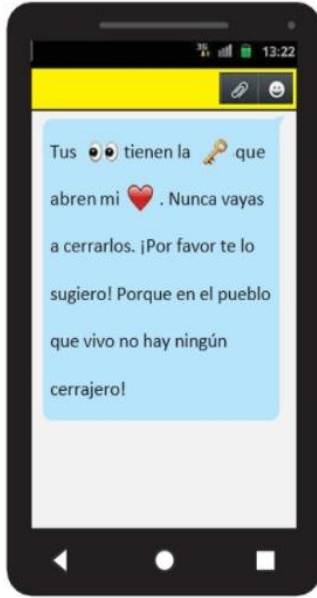 3G 13:22
Tus 👀 tienen la 🔑 que
abren mi ❤️ . Nunca vayas
a cerrarlos. ¡Por favor te lo
sugiero! Porque en el pueblo
que vivo no hay ningún
cerrajero!